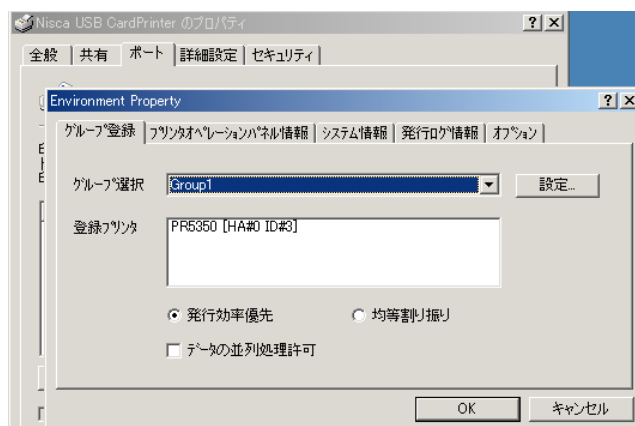 Nisca USB CardPrinter のプロパティ
全般 共有 ポート 詳細設定 セキュリティ
Environment Property
グループ登録 プリンタオペレーションパネル情報 システム情報 発行ログ情報 オプション
グループ選択 Group1 設定...
登録プリンタ PR5350 [HA#0 ID#3]
発行効率優先 均等割り振り
データの並列処理許可
OK キャンセル